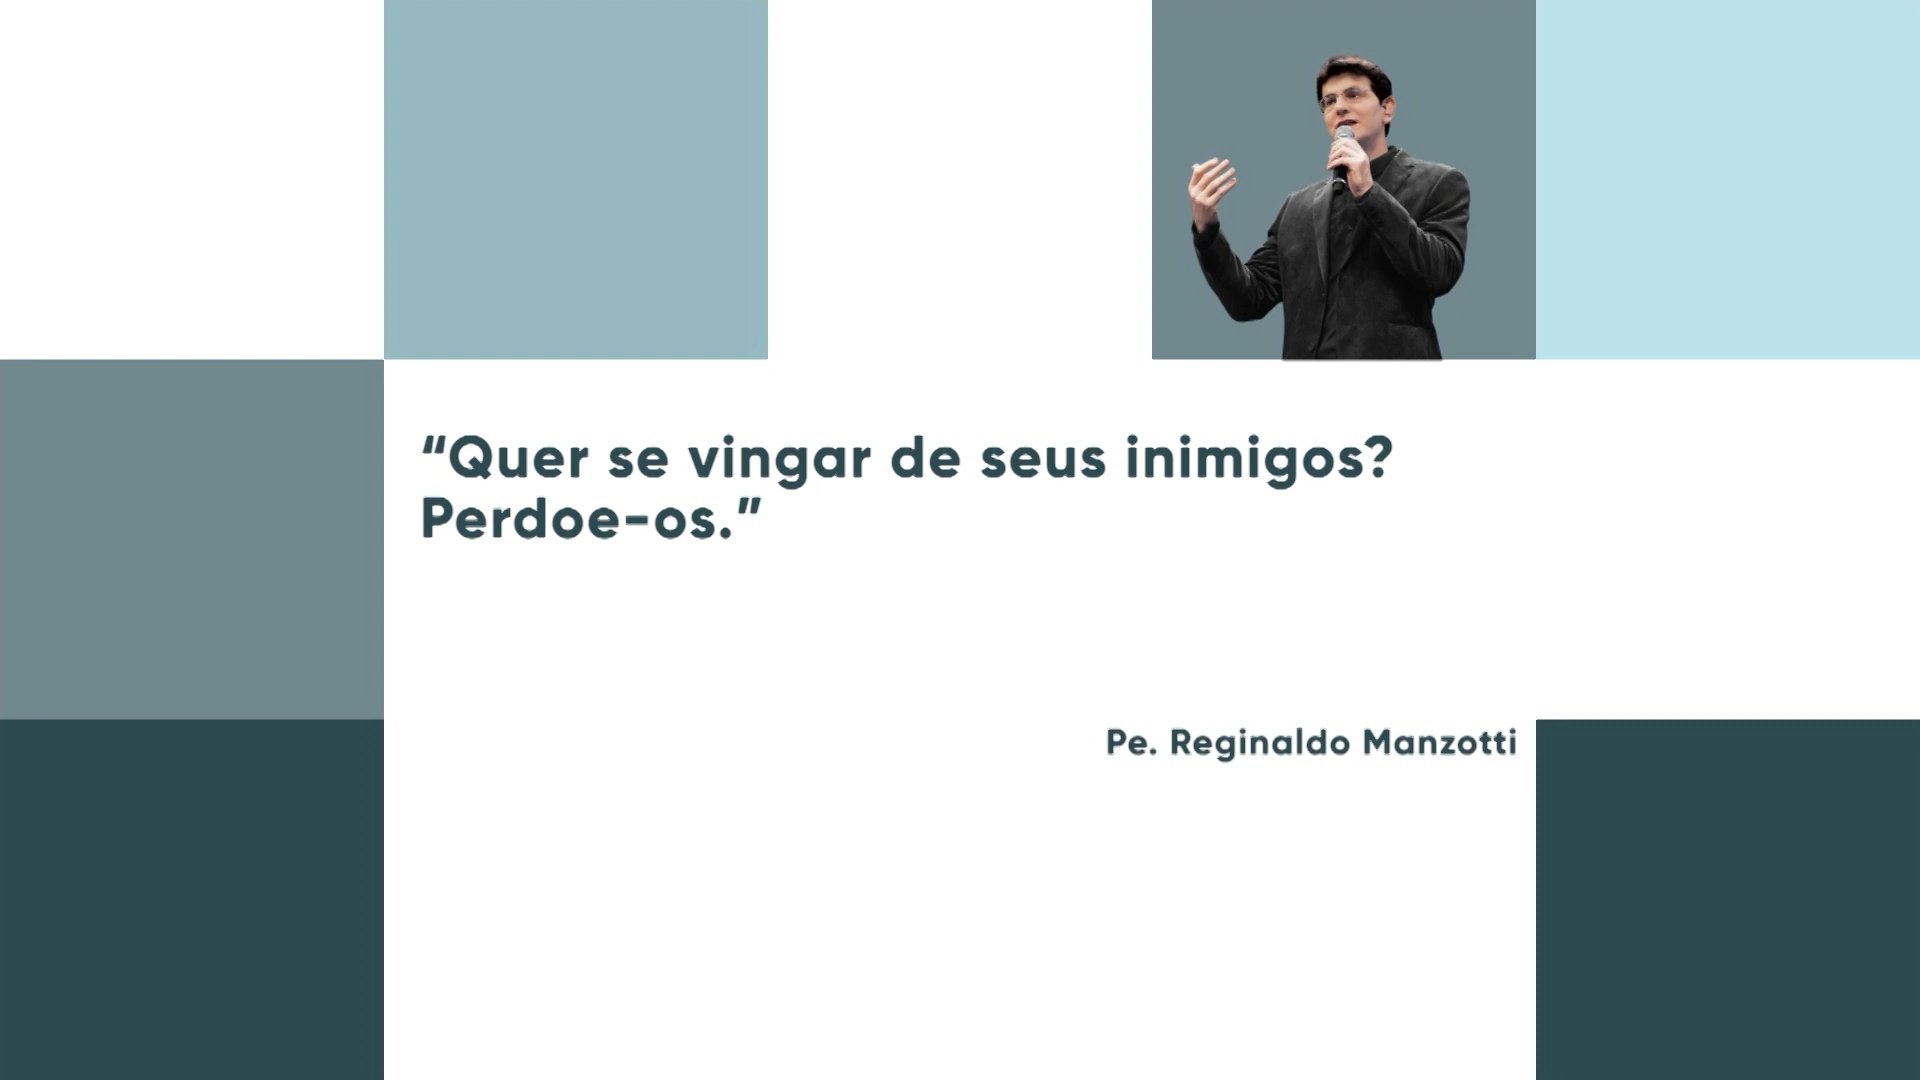 “Quer se vingar de seus inimigos?
Perdoe-os.”
Pe. Reginaldo Manzotti